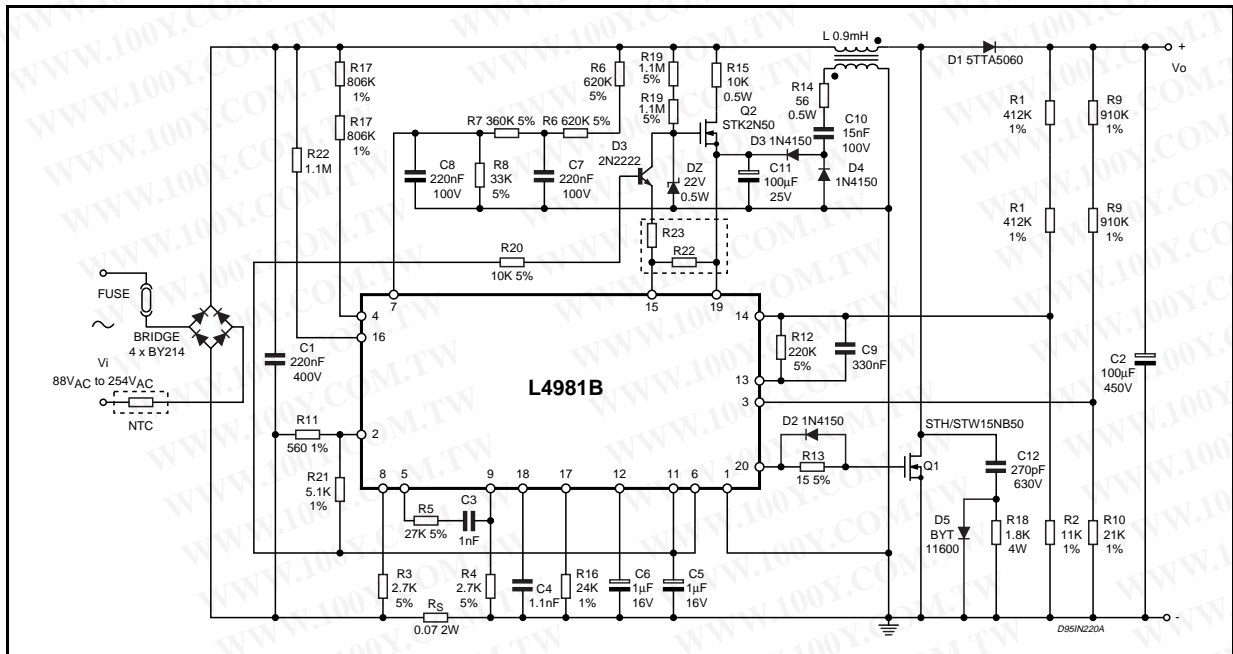 L 0.9mH
D1 5TTA5060
+
Vo
R17
806K
1%
R17
806K
1%
R22
1.1M
R6
620K
5%
R7 360K 5%
R6 620K 5%
R19
1.1M
5%
R19
1.1M
5%
R15
10K
0.5W
Q2
STK2N50
R14
56
0.5W
C10
15nF
100V
D3 1N4150
D4
1N4150
C8
220nF
100V
R8
33K
5%
C7
220nF
100V
D3
2N2222
DZ
22V
0.5W
C11
100µF
25V
R1
412K
1%
R9
910K
1%
R1
412K
1%
R9
910K
1%
R23
R22
R20
10K 5%
FUSE
BRIDGE
4 x BY214
Vi
88VAC to 254VAC
NTC
C1
220nF
400V
R11
560 1%
R21
5.1K
1%
7
15
19
4
16
2
14
13
3
20
8
5
9
18
17
12
11
6
1
L4981B
R12
220K
5%
C9
330nF
C2
100µF
450V
D2 1N4150
R13
15 5%
STH/STW15NB50
Q1
C12
270pF
630V
R5
27K 5%
C3
1nF
R3
2.7K
5%
RS
0.07 2W
R4
2.7K
5%
C4
1.1nF
R16
24K
1%
C6
1µF
16V
C5
1µF
16V
D5
BYT
11600
R18
1.8K
4W
R2
11K
1%
R10
21K
1%
-
D95IN220A
WWW.100Y.COM.TW